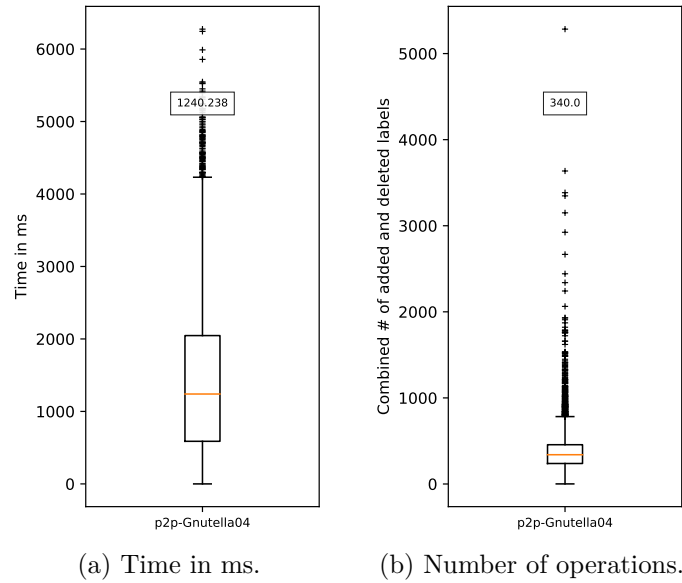 6000
5000
4000
3000
2000
1000
0
Time in ms
1240.238
p2p-Gnutella04
(a) Time in ms.
5000
4000
3000
2000
1000
0
Combined # of added and deleted labels
340.0
p2p-Gnutella04
(b) Number of operations.